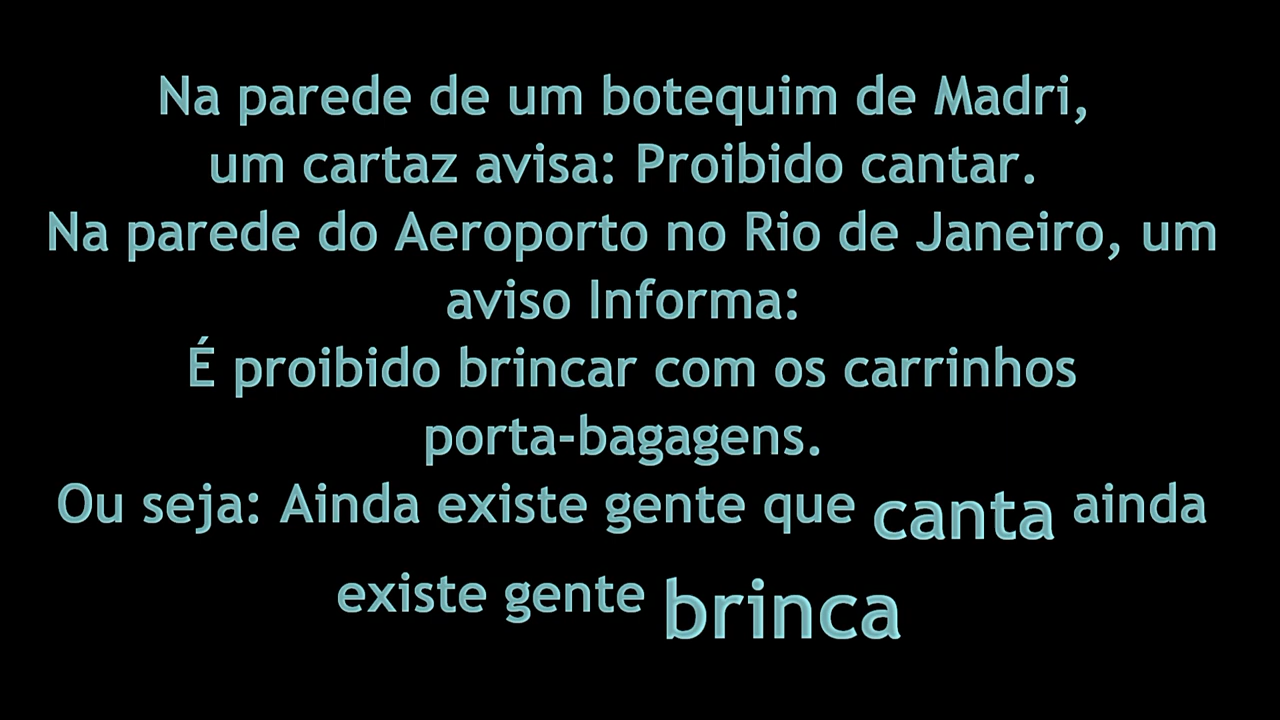 Na parede de um botequim de Madri,
um cartaz avisa: Proibido cantar.
Na parede do Aeroporto no Rio de Janeiro, um
aviso Informa:
É proibido brincar com os carrinhos
porta-bagagens.
Ou seja: Ainda existe gente que canta ainda
existe gente brinca